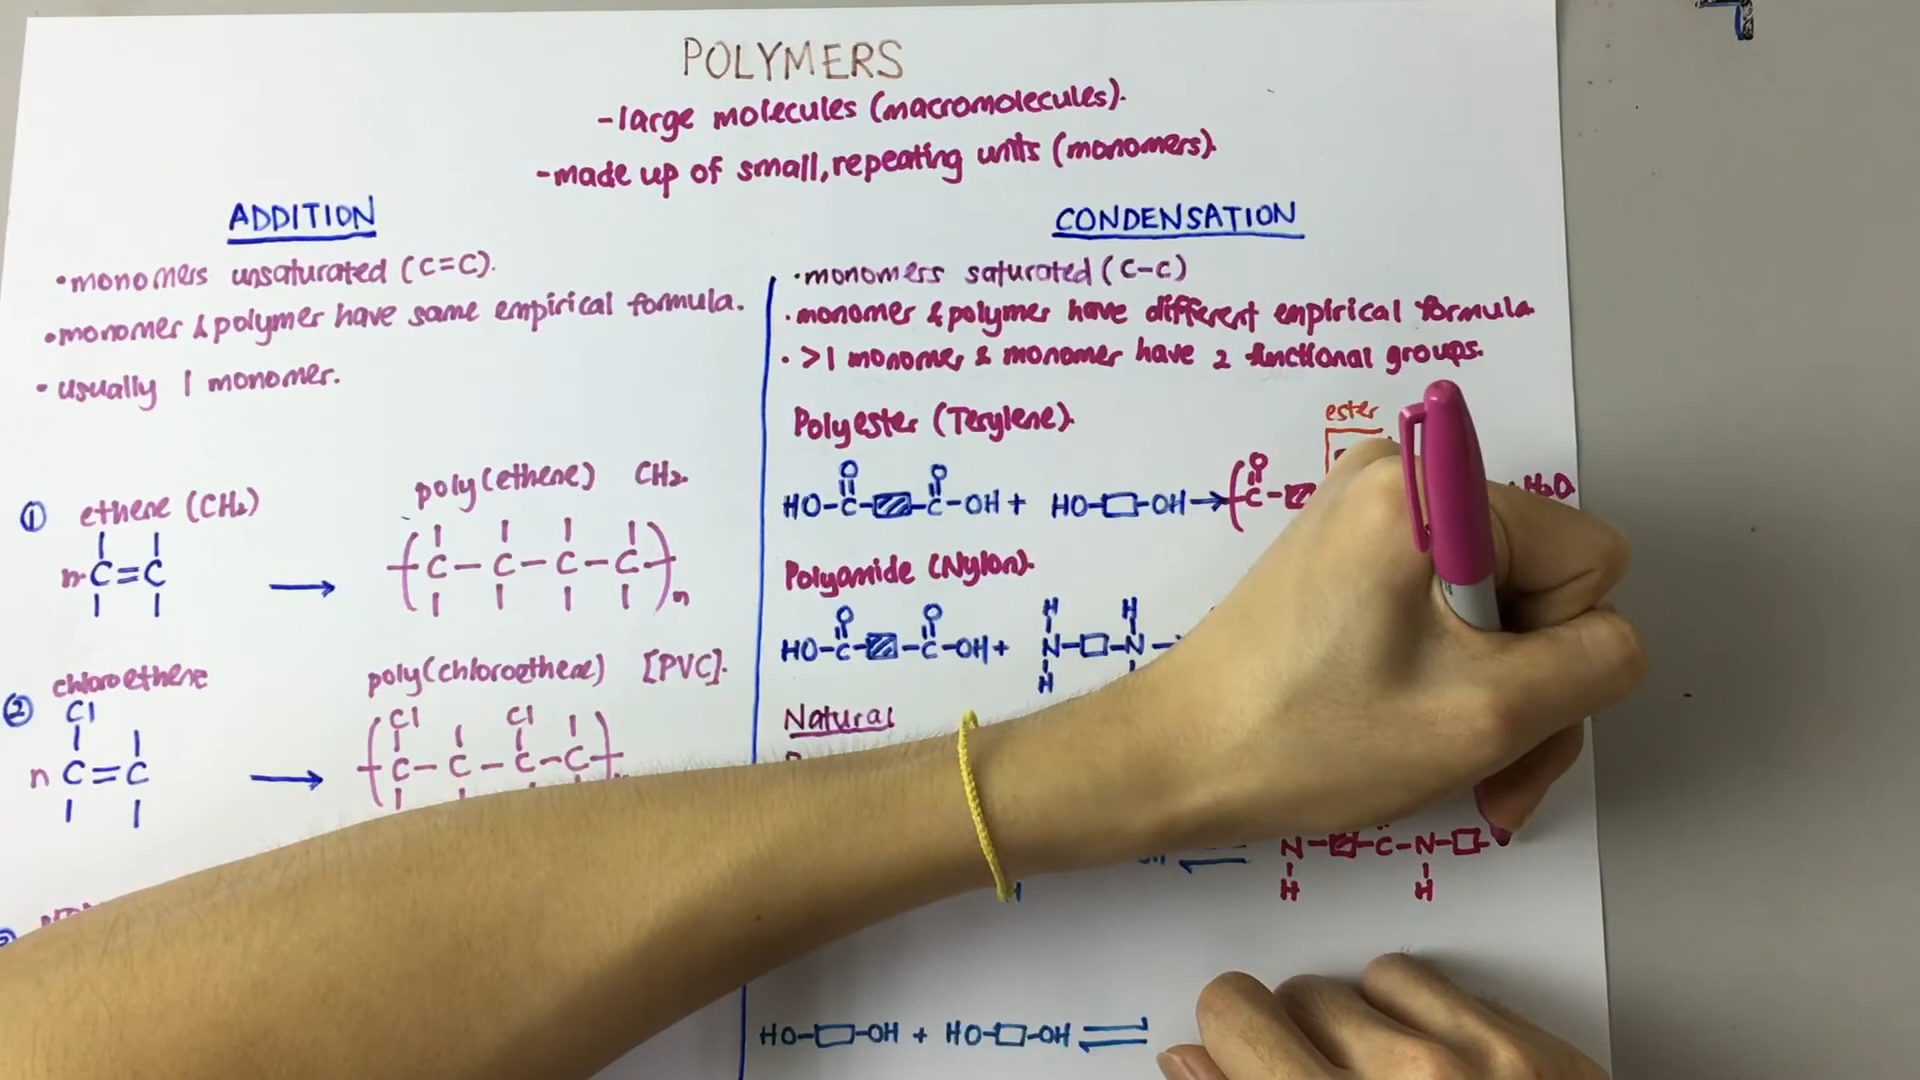 POLYMERS
-large molecules (macromolecules).
-made up of small, repeating units (monomers).
ADDITION
•monomers unsaturated (C=C).
•monomer & polymer have same empirical formula.
• usually 1 monomer.
① ethene (CH₂)
n C=C
poly(ethene) CH₂.
C-C-C-C
n
② chloroethene
Cl
n C=C
poly(chloroethene) [PVC].
Cl Cl
C-C-C-C
CONDENSATION
•monomers saturated (C-C)
•monomer & polymer have different empirical formula
• >1 monomer & monomer have 2 functional groups.
Polyester (Terylene).
ester
O O O
HO-C-C-OH + HO-OH → C- H₂O
Polyamide (Nylon).
O O H H
HO-C-C-OH + N-N-
H
Natural
N-C-N-
H H
HO-OH + HO-OH ⇌